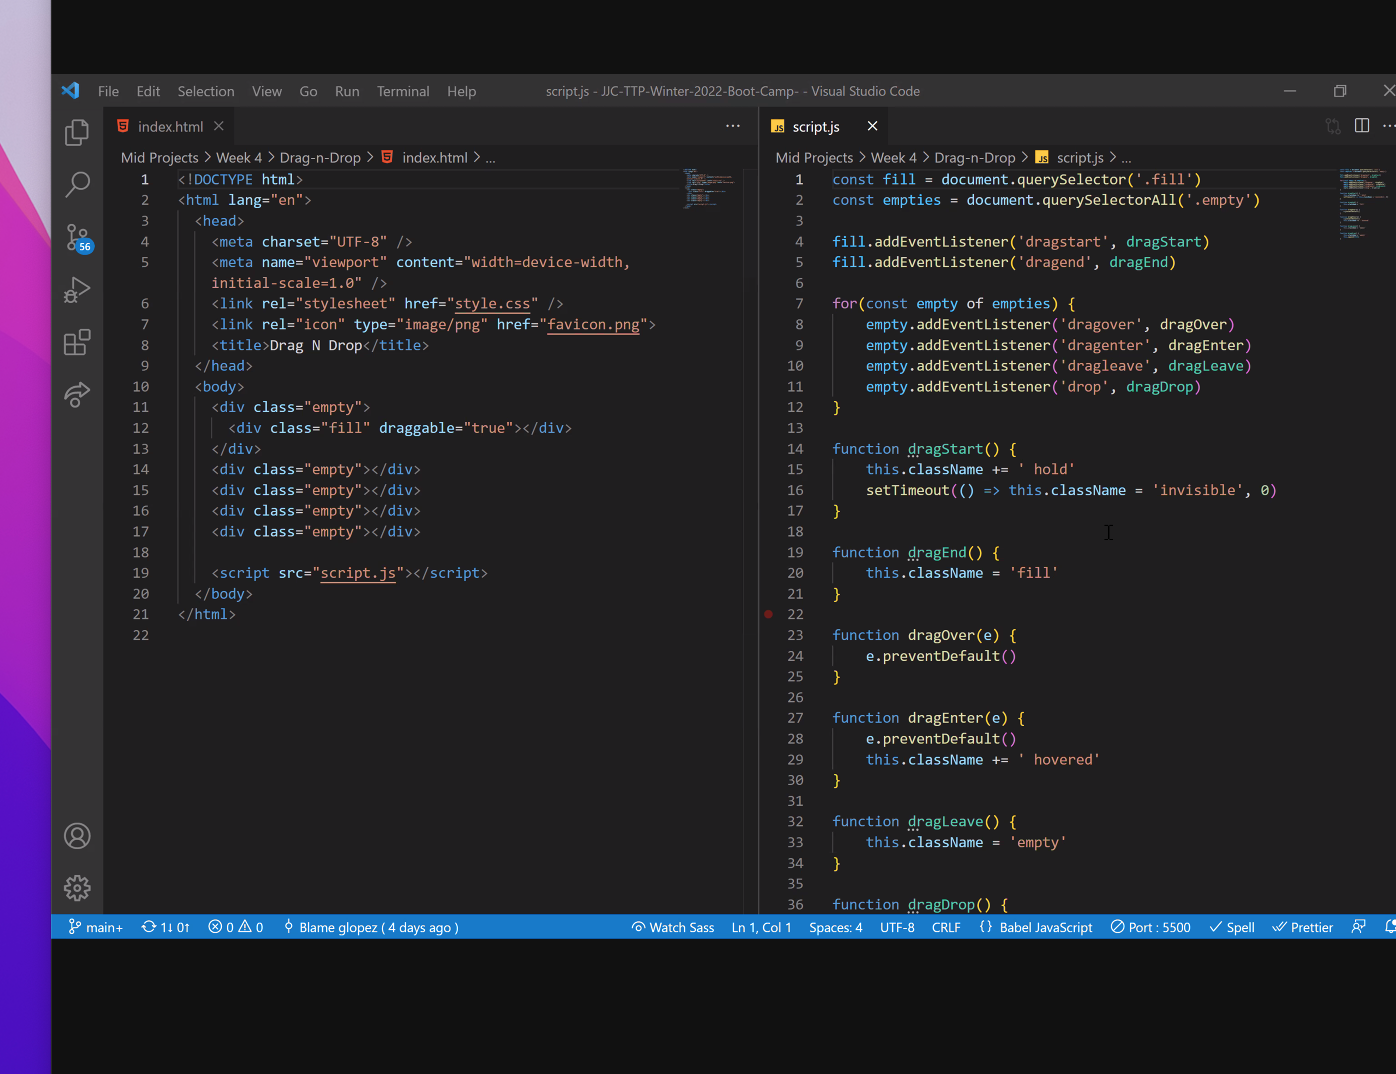 File Edit Selection View Go Run Terminal Help script.js - JJC-TTP-Winter-2022-Boot-Camp- - Visual Studio Code
index.html
Mid Projects > Week 4 > Drag-n-Drop > index.html > ...
1 <!DOCTYPE html>
2 <html lang="en">
3 <head>
4 <meta charset="UTF-8" />
5 <meta name="viewport" content="width=device-width,
initial-scale=1.0" />
6 <link rel="stylesheet" href="style.css" />
7 <link rel="icon" type="image/png" href="favicon.png">
8 <title>Drag N Drop</title>
9 </head>
10 <body>
11 <div class="empty">
12 <div class="fill" draggable="true"></div>
13 </div>
14 <div class="empty"></div>
15 <div class="empty"></div>
16 <div class="empty"></div>
17 <div class="empty"></div>
18
19 <script src="script.js"></script>
20 </body>
21 </html>
22
JS script.js
Mid Projects > Week 4 > Drag-n-Drop > JS script.js > ...
1 const fill = document.querySelector('.fill')
2 const empties = document.querySelectorAll('.empty')
3
4 fill.addEventListener('dragstart', dragStart)
5 fill.addEventListener('dragend', dragEnd)
6
7 for(const empty of empties) {
8 empty.addEventListener('dragover', dragOver)
9 empty.addEventListener('dragenter', dragEnter)
10 empty.addEventListener('dragleave', dragLeave)
11 empty.addEventListener('drop', dragDrop)
12 }
13
14 function dragStart() {
15 this.className += ' hold'
16 setTimeout(() => this.className = 'invisible', 0)
17 }
18
19 function dragEnd() {
20 this.className = 'fill'
21 }
22
23 function dragOver(e) {
24 e.preventDefault()
25 }
26
27 function dragEnter(e) {
28 e.preventDefault()
29 this.className += ' hovered'
30 }
31
32 function dragLeave() {
33 this.className = 'empty'
34 }
35
36 function dragDrop() {
56
main+ 1↓ 0↑ 0 0 Blame glopez ( 4 days ago ) Watch Sass Ln 1, Col 1 Spaces: 4 UTF-8 CRLF {} Babel JavaScript Port : 5500 Spell Prettier